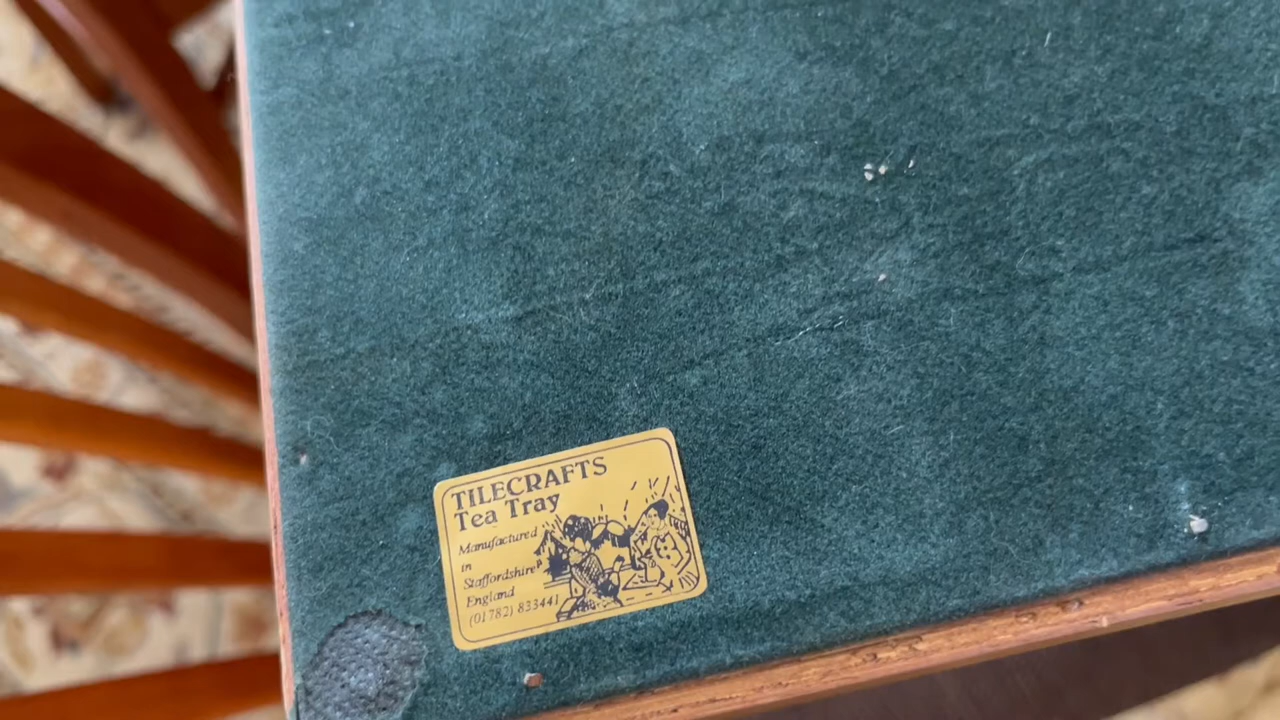 TILECRAFTS
Tea Tray
Manufactured
in
Staffordshire
England
(01782) 833441